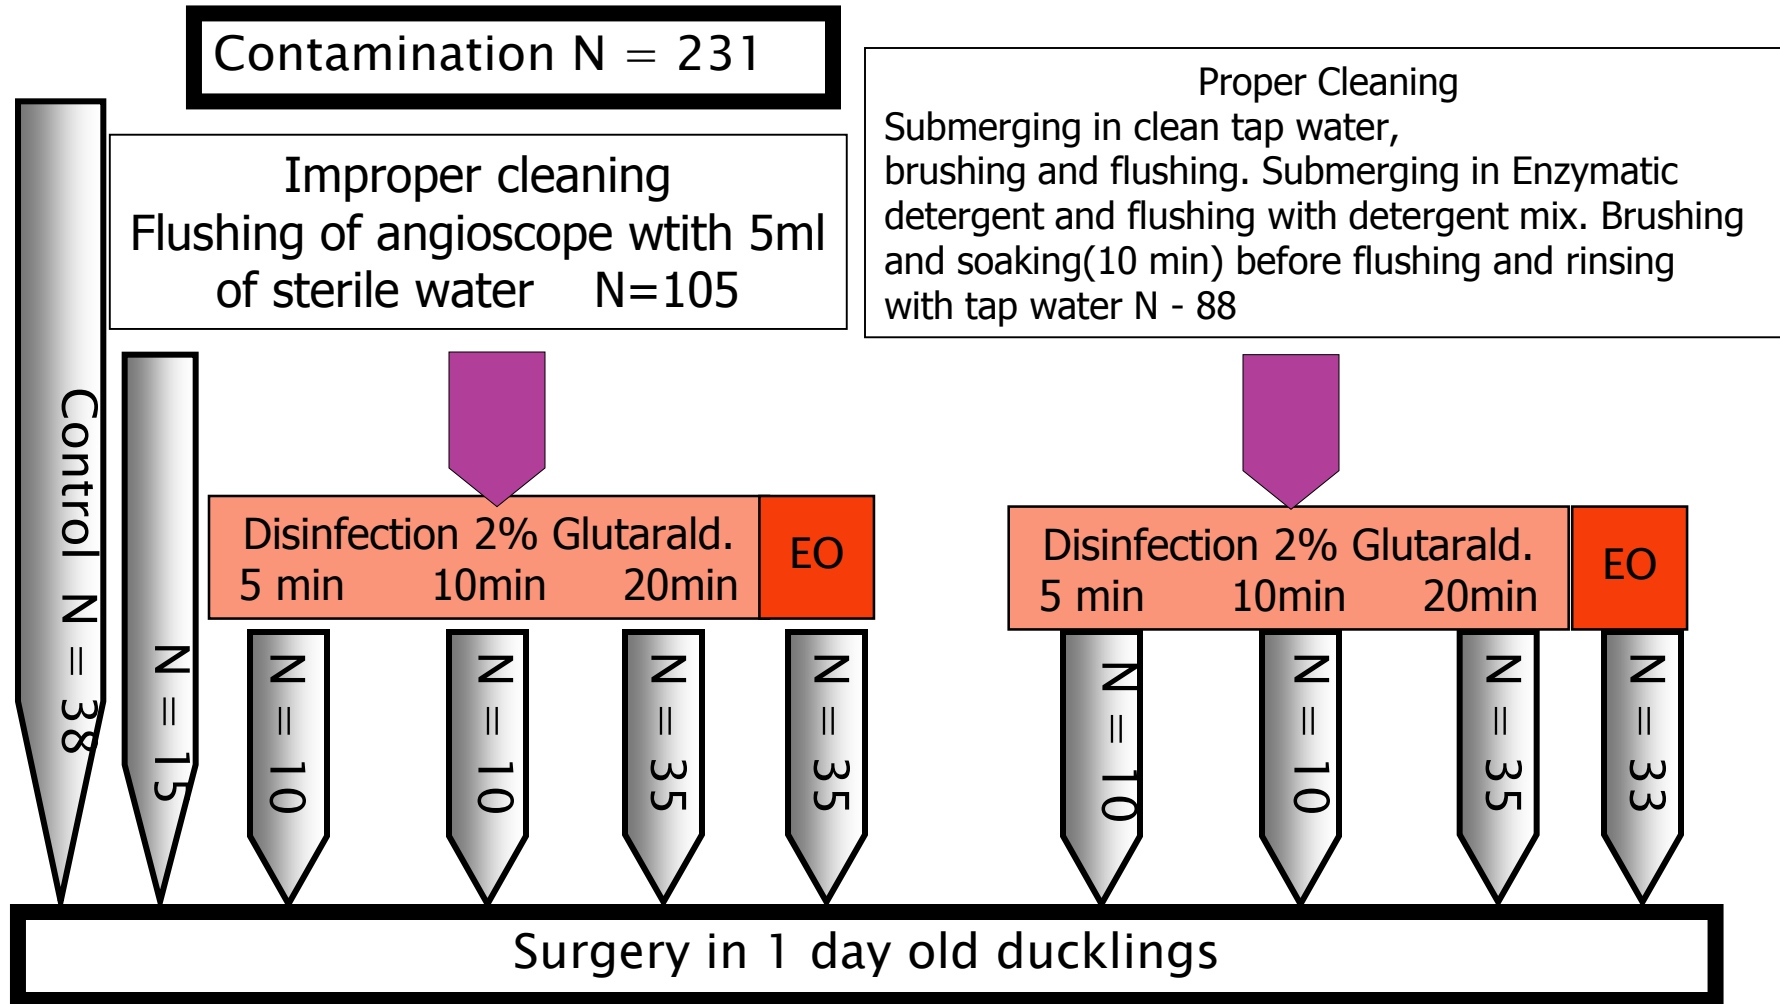 Contamination N = 231
Proper Cleaning
Submerging in clean tap water,
brushing and flushing. Submerging in Enzymatic
detergent and flushing with detergent mix. Brushing
and soaking(10 min) before flushing and rinsing
with tap water N - 88
Improper cleaning
Flushing of angioscope wtith 5ml
of sterile water N=105
Control N = 38
N = 15
Disinfection 2% Glutarald.
5 min 10min 20min
EO
Disinfection 2% Glutarald.
5 min 10min 20min
EO
N = 10
N = 10
N = 35
N = 35
N = 10
N = 10
N = 35
N = 33
Surgery in 1 day old ducklings